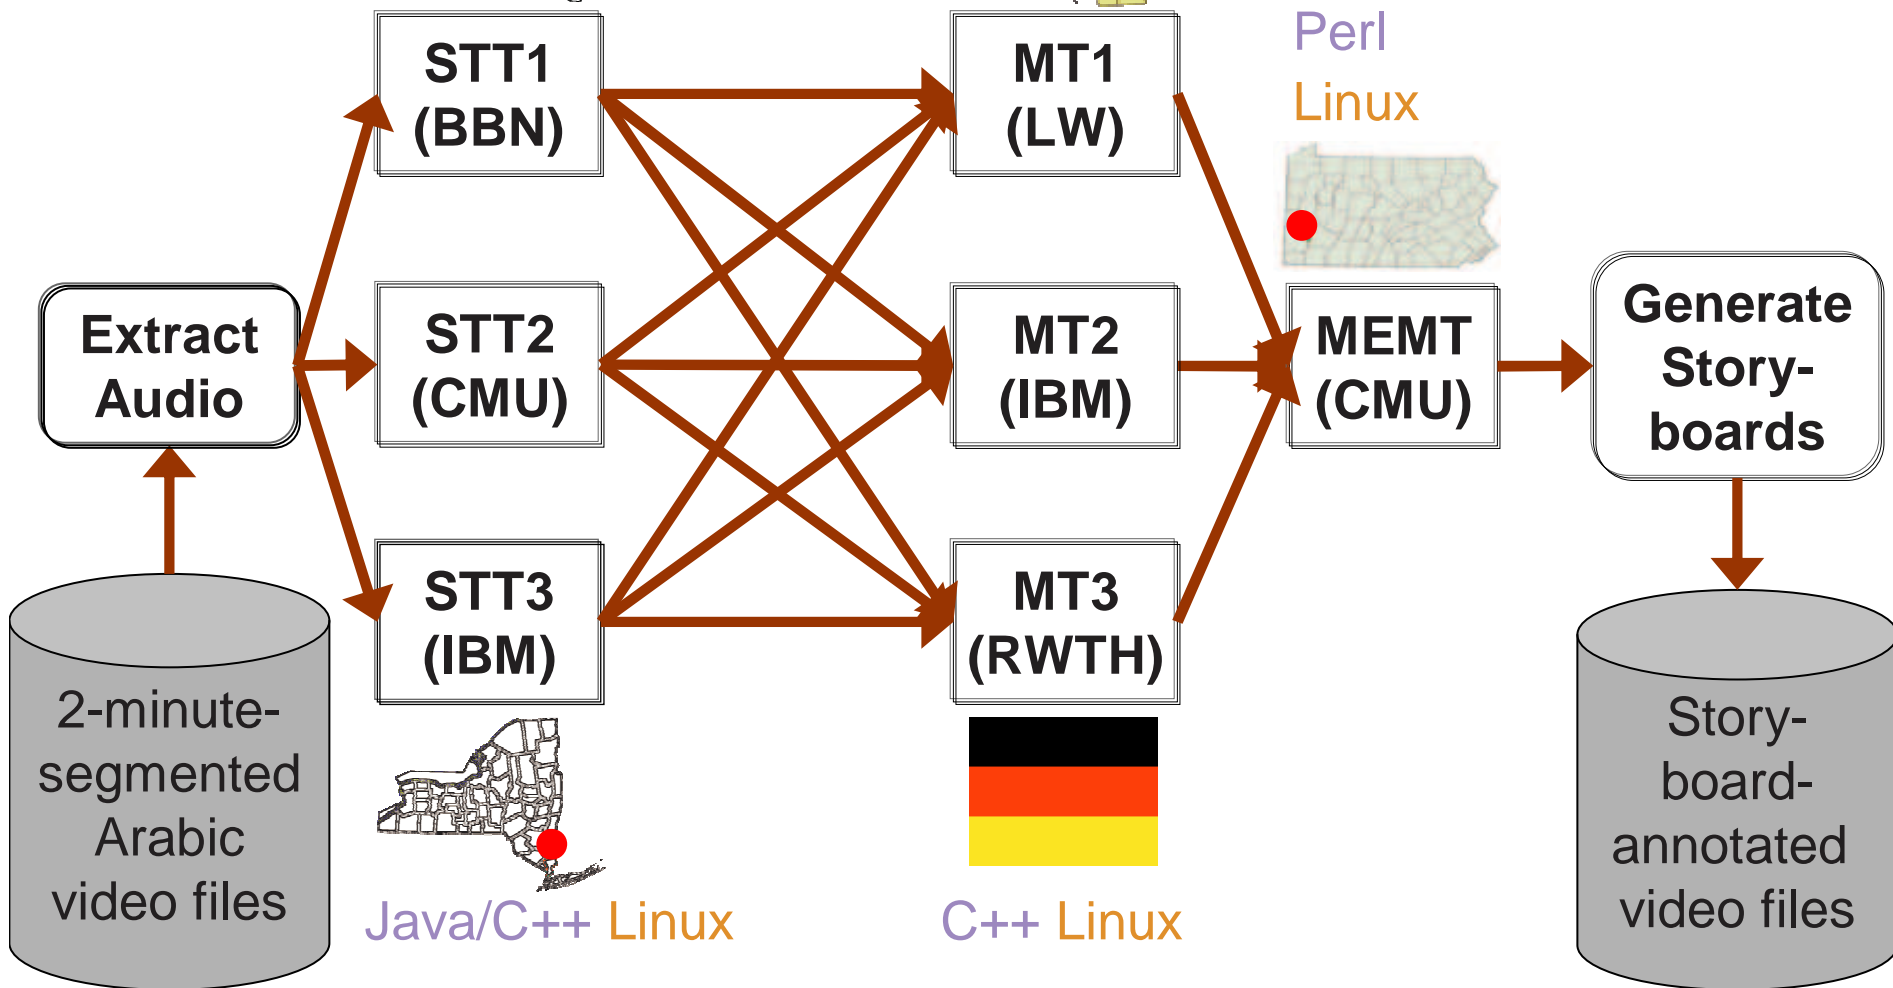 STT1
(BBN)
MT1
(LW)
Perl
Linux
Extract
Audio
STT2
(CMU)
MT2
(IBM)
MEMT
(CMU)
Generate
Story-
boards
STT3
(IBM)
MT3
(RWTH)
2-minute-
segmented
Arabic
video files
Java/C++ Linux
C++ Linux
Story-
board-
annotated
video files